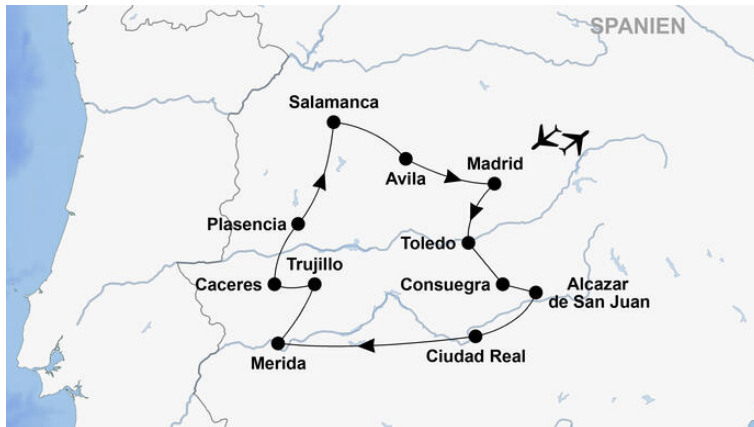 SPANIEN
Salamanca
Avila
Madrid
Plasencia
Toledo
Trujillo
Caceres
Consuegra
Alcazar
de San Juan
Merida
Ciudad Real